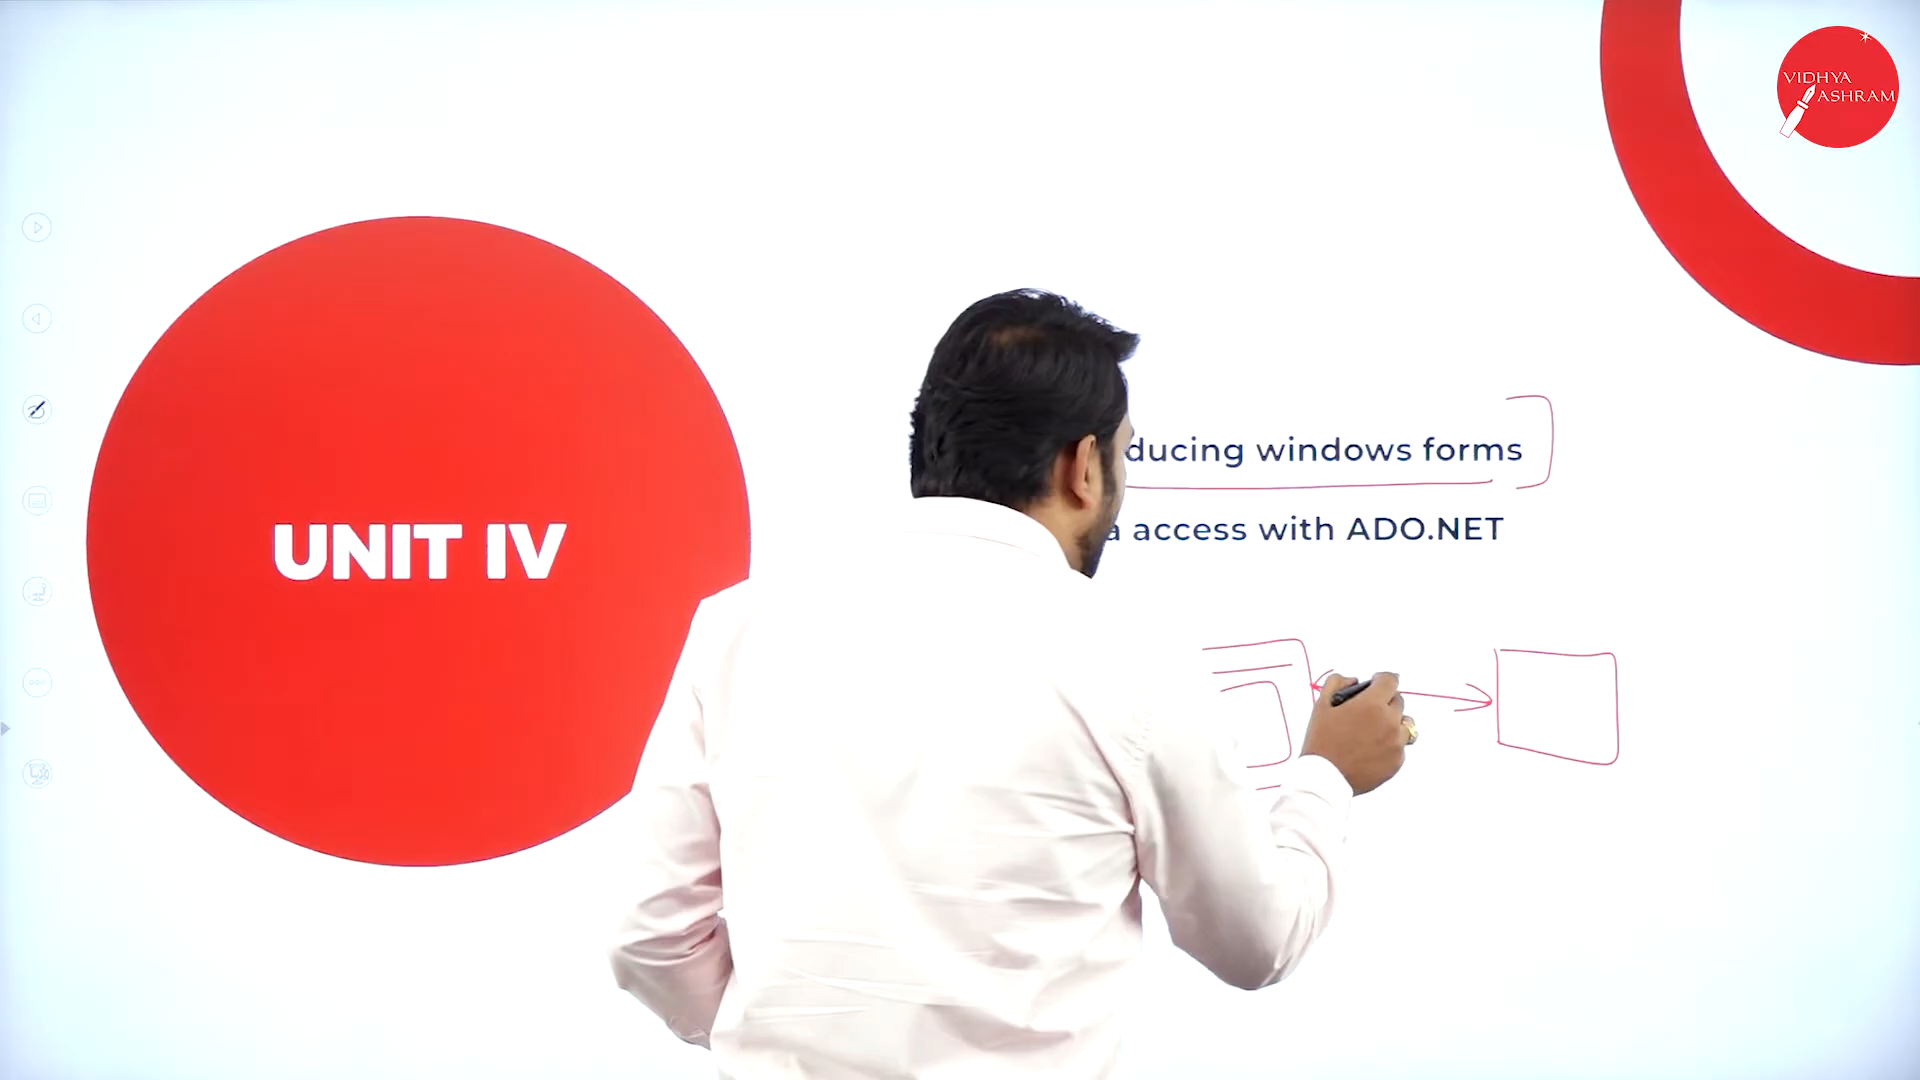 VIDHYA
ASHRAM
ducing windows forms
a access with ADO.NET
UNIT IV